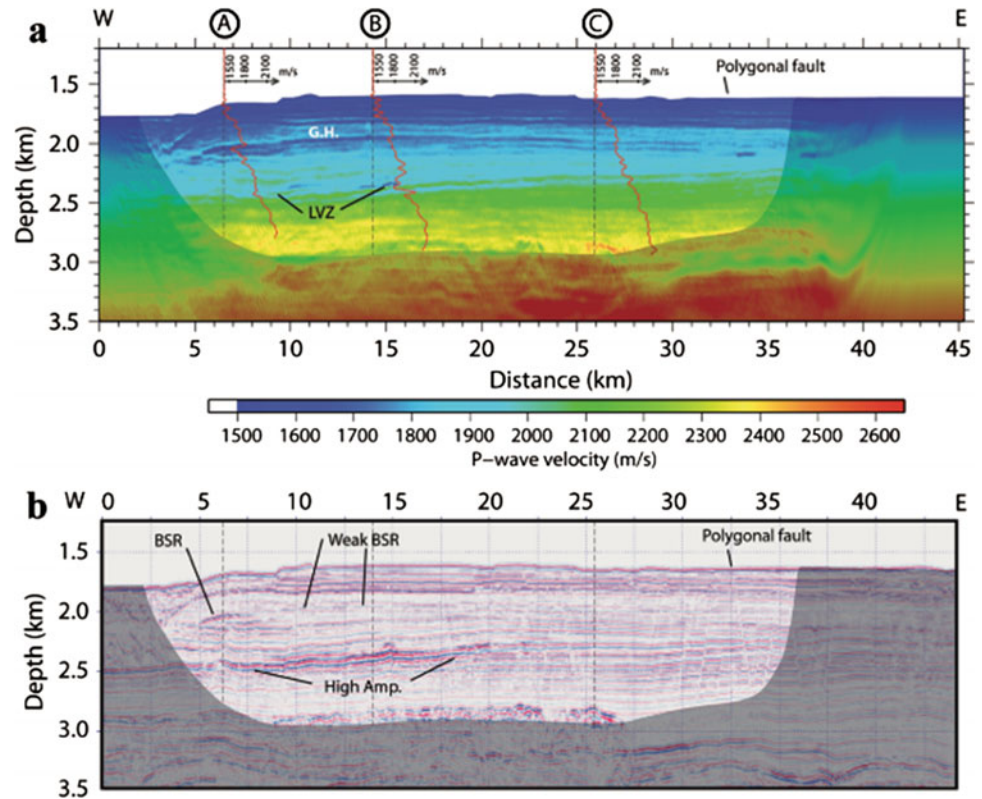 a
W A B C E
1550 1800 2100 m/s 1550 1800 2100 m/s 1550 1800 2100 m/s
Polygonal fault
G.H.
LVZ
Depth (km)
1.5
2.0
2.5
3.0
3.5
0 5 10 15 20 25 30 35 40 45
Distance (km)
1500 1600 1700 1800 1900 2000 2100 2200 2300 2400 2500 2600
P-wave velocity (m/s)
b
W 0 5 10 15 20 25 30 35 40 E
BSR Weak BSR Polygonal fault
High Amp.
Depth (km)
1.5
2.0
2.5
3.0
3.5